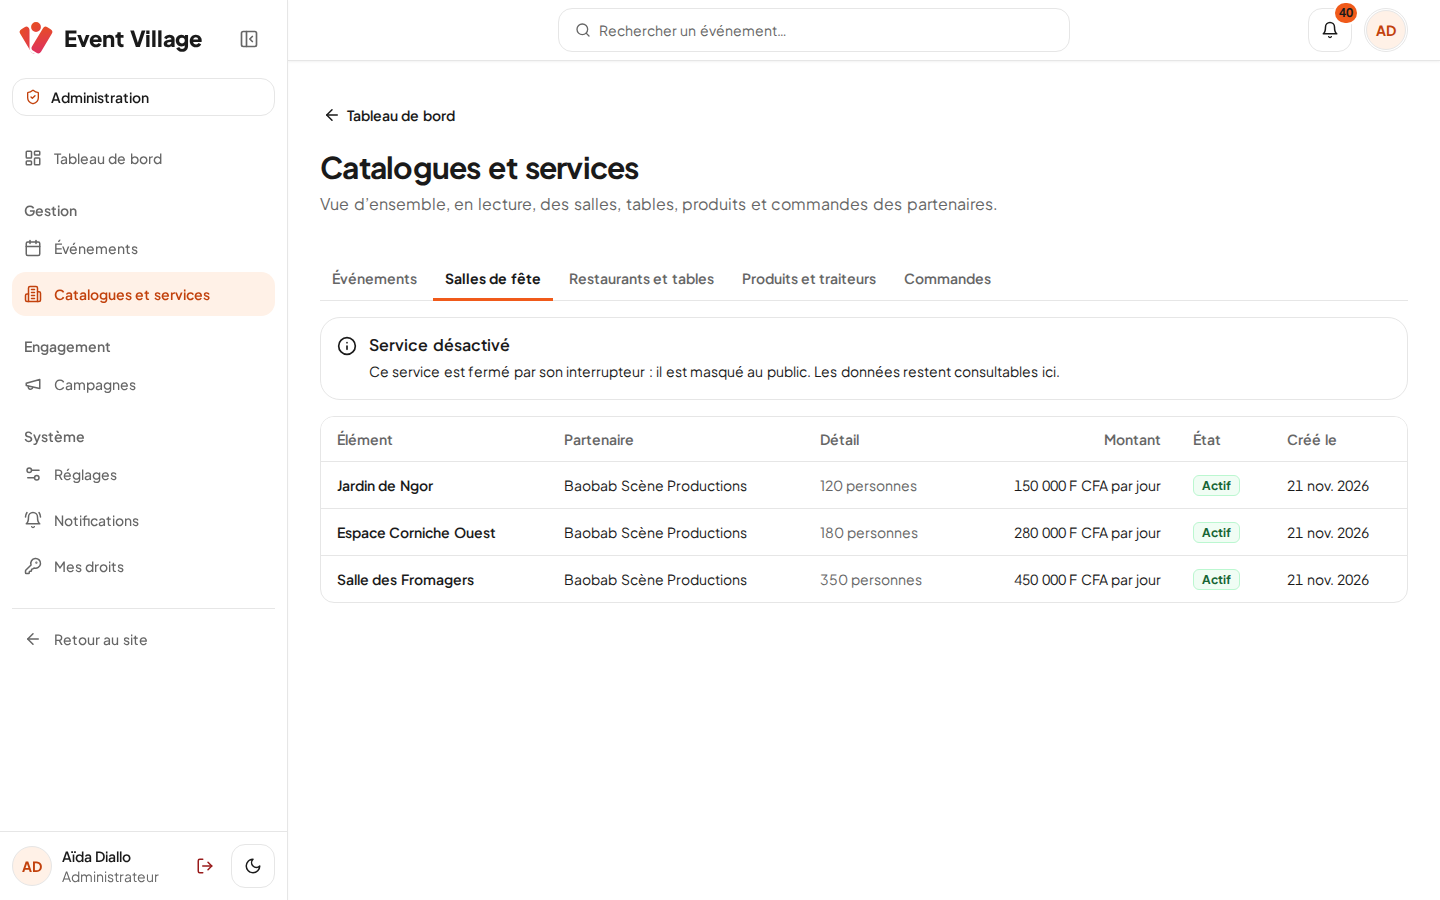 Event Village
Administration
Tableau de bord
Gestion
Événements
Catalogues et services
Engagement
Campagnes
Système
Réglages
Notifications
Mes droits
Retour au site
AD
Aïda Diallo
Administrateur
Rechercher un événement…
40
AD
Tableau de bord
Catalogues et services
Vue d’ensemble, en lecture, des salles, tables, produits et commandes des partenaires.
Événements Salles de fête Restaurants et tables Produits et traiteurs Commandes
Service désactivé
Ce service est fermé par son interrupteur : il est masqué au public. Les données restent consultables ici.
Élément Partenaire Détail Montant État Créé le
Jardin de Ngor Baobab Scène Productions 120 personnes 150 000 F CFA par jour Actif 21 nov. 2026
Espace Corniche Ouest Baobab Scène Productions 180 personnes 280 000 F CFA par jour Actif 21 nov. 2026
Salle des Fromagers Baobab Scène Productions 350 personnes 450 000 F CFA par jour Actif 21 nov. 2026